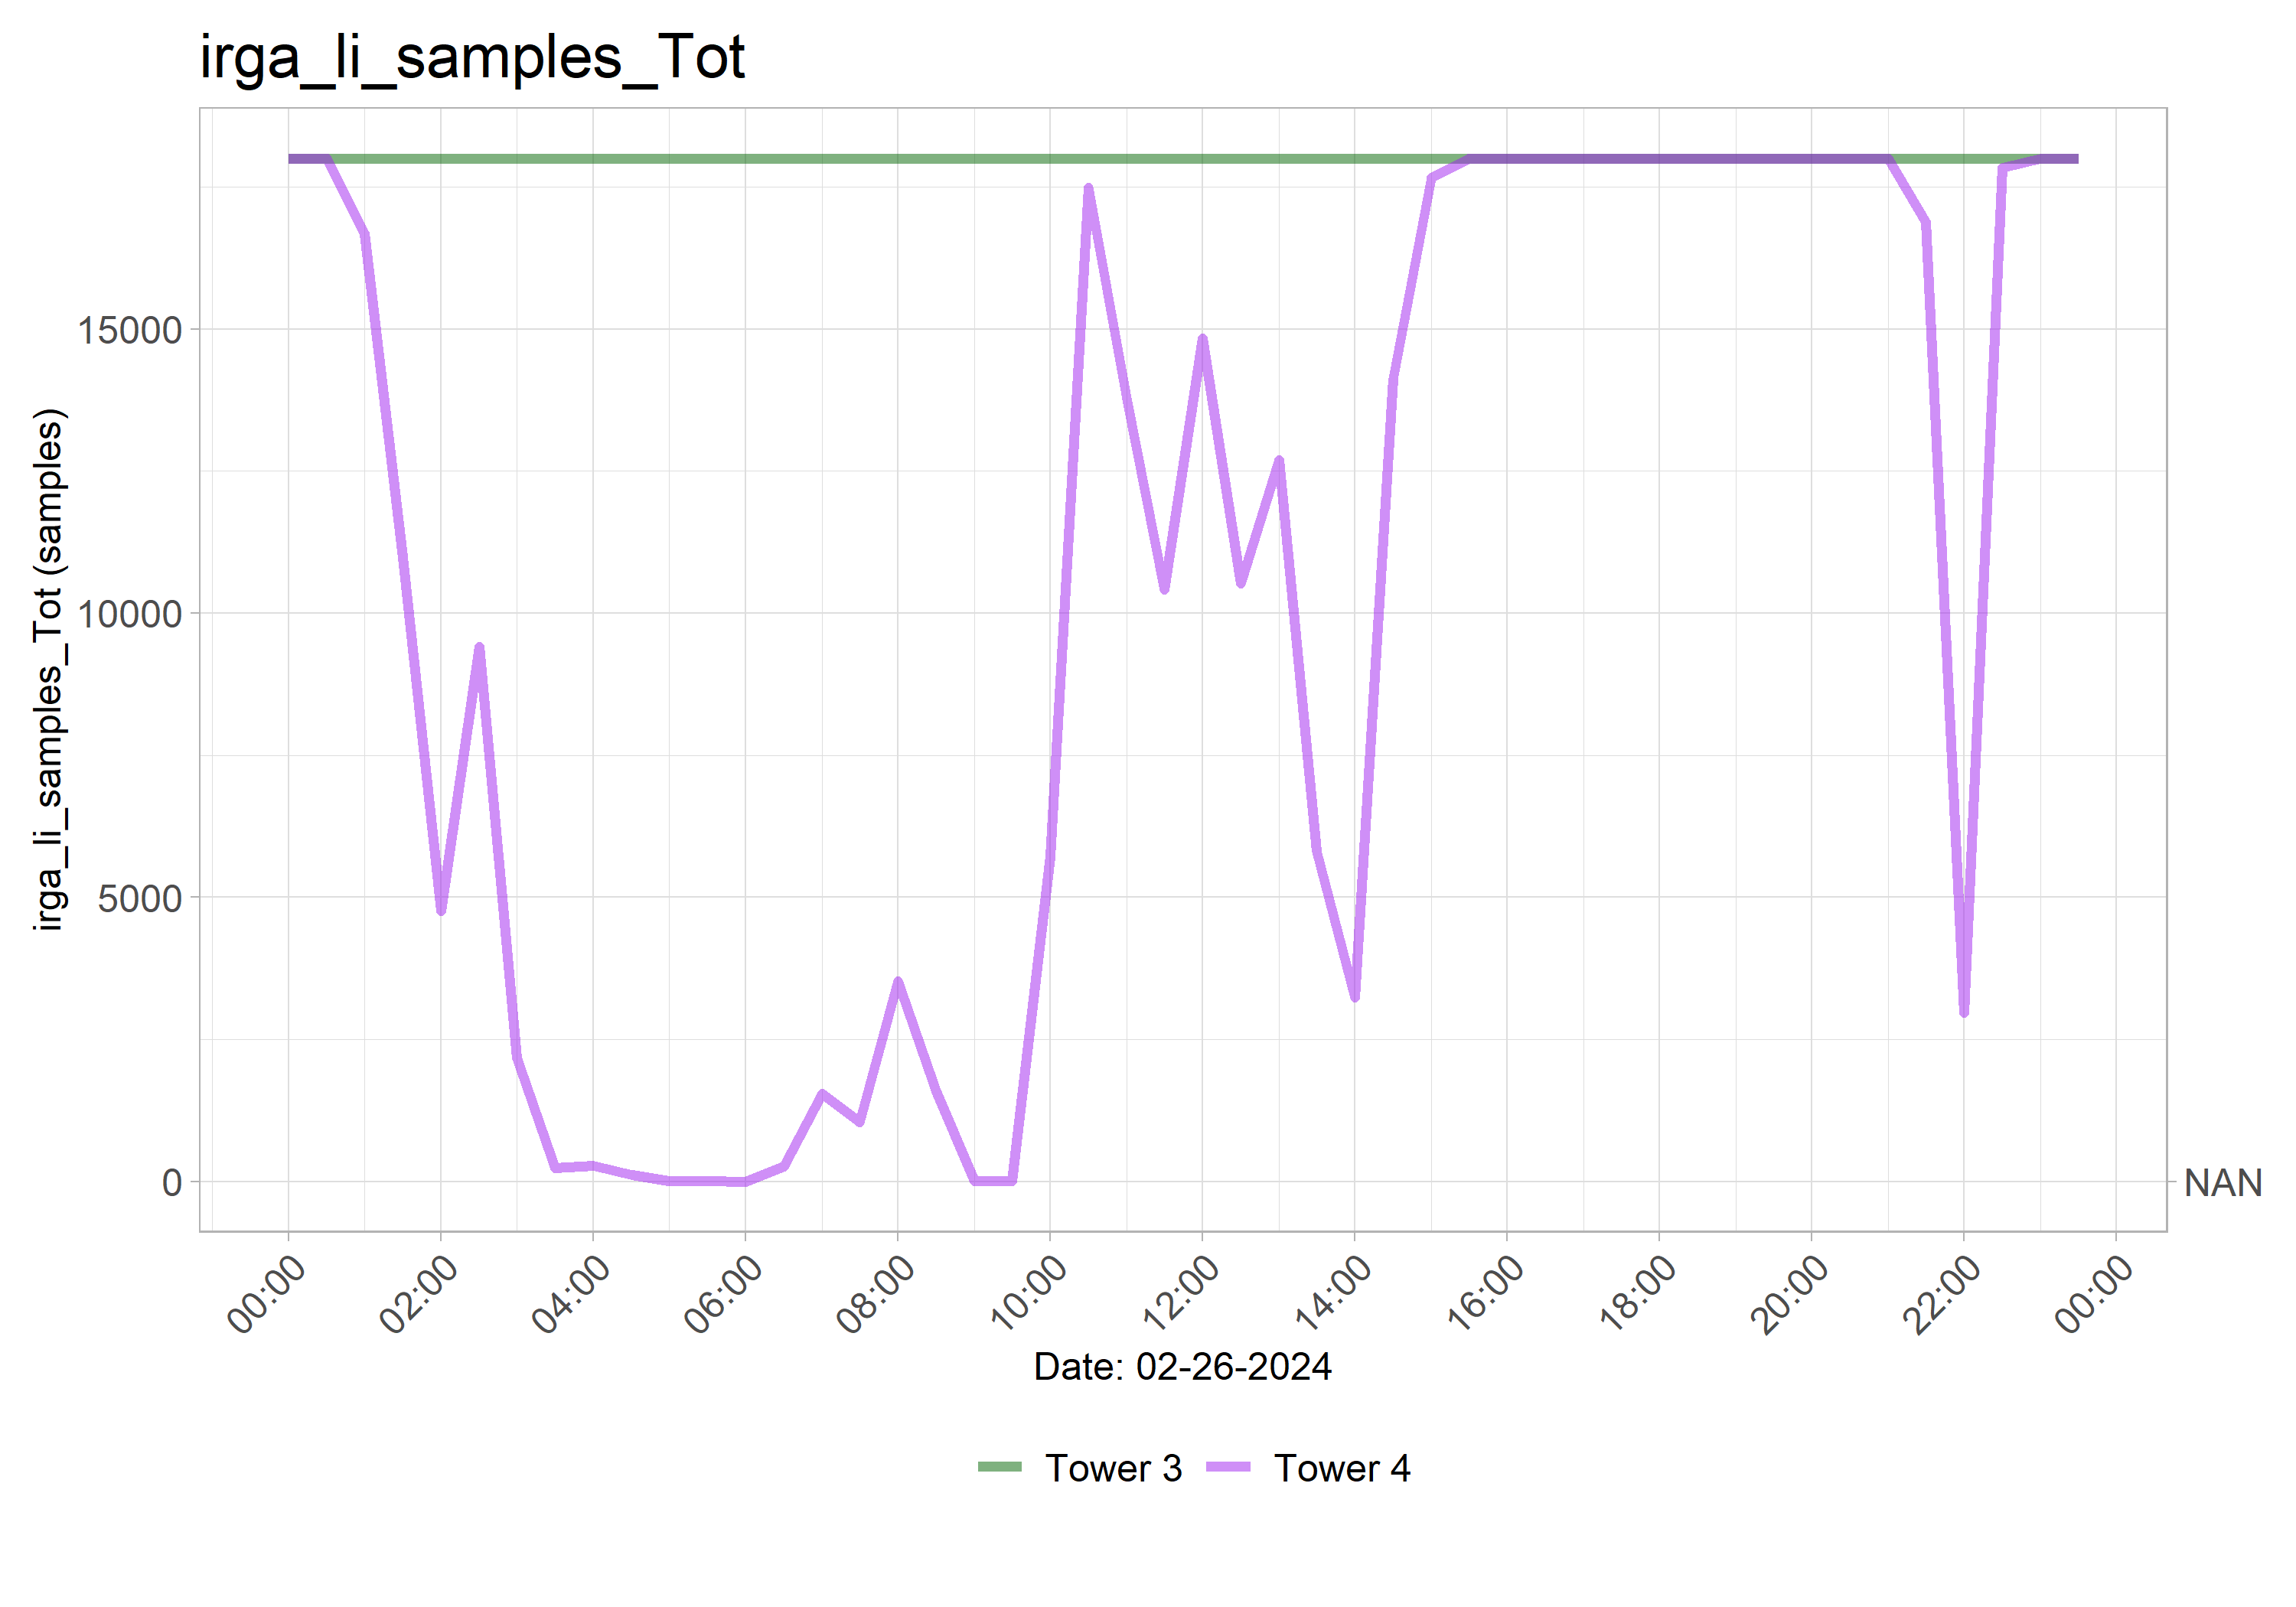 irga_li_samples_Tot
irga_li_samples_Tot (samples)
15000
10000
5000
0
NAN
00:00 02:00 04:00 06:00 08:00 10:00 12:00 14:00 16:00 18:00 20:00 22:00 00:00
Date: 02-26-2024
Tower 3 Tower 4